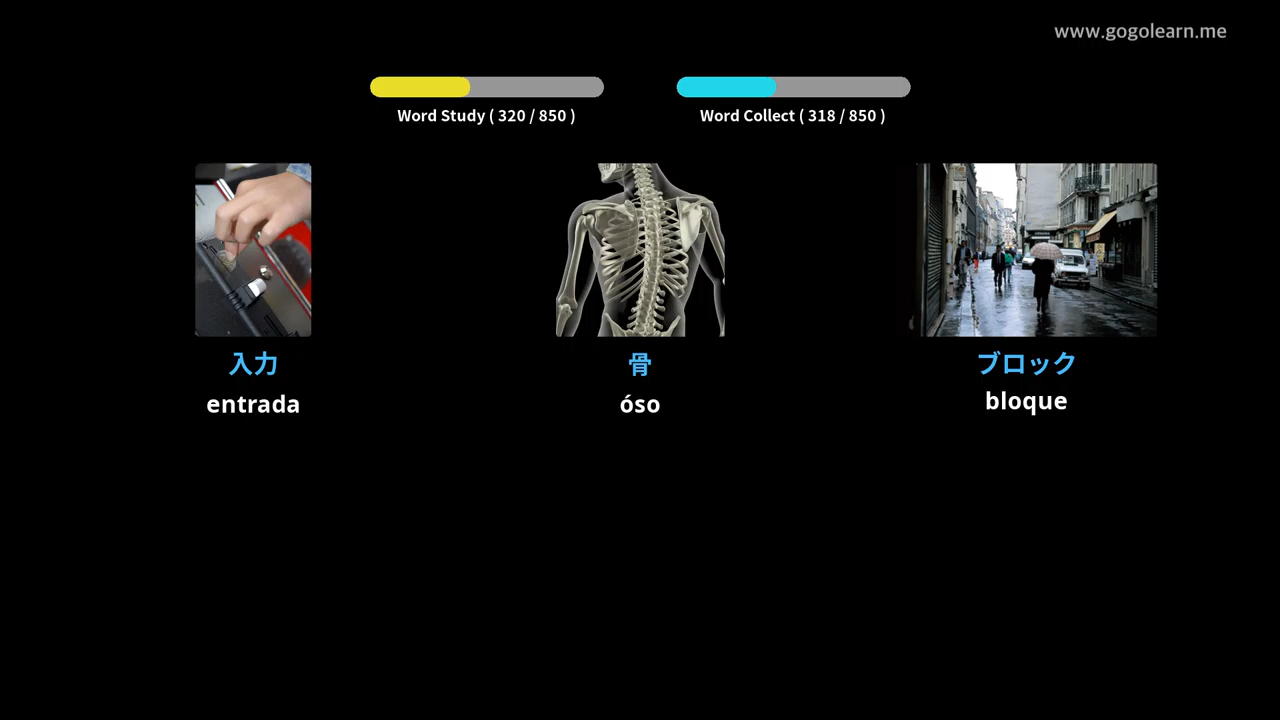 www.gogolearn.me
Word Study ( 320 / 850 )
Word Collect ( 318 / 850 )
入力
骨
ブロック
entrada
óso
bloque